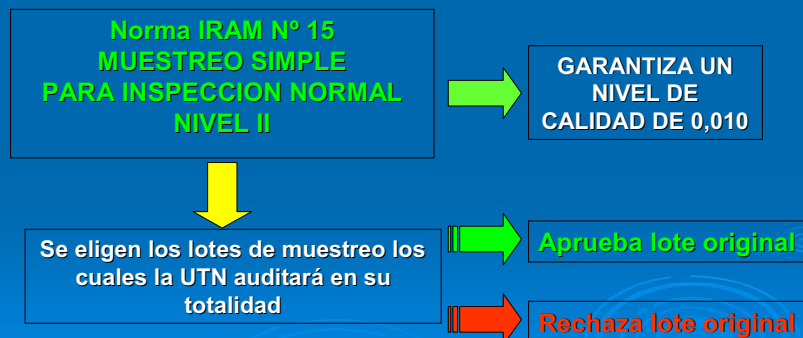 Norma IRAM Nº 15
MUESTREO SIMPLE
PARA INSPECCION NORMAL
NIVEL II
GARANTIZA UN
NIVEL DE
CALIDAD DE 0,010
Se eligen los lotes de muestreo los
cuales la UTN auditará en su
totalidad
Aprueba lote original
Rechaza lote original